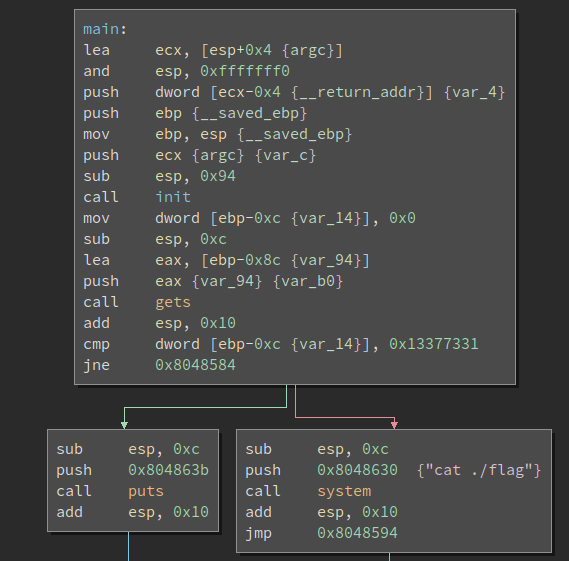 main:
lea ecx, [esp+0x4 {argc}]
and esp, 0xfffffff0
push dword [ecx-0x4 {__return_addr}] {var_4}
push ebp {__saved_ebp}
mov ebp, esp {__saved_ebp}
push ecx {argc} {var_c}
sub esp, 0x94
call init
mov dword [ebp-0xc {var_14}], 0x0
sub esp, 0xc
lea eax, [ebp-0x8c {var_94}]
push eax {var_94} {var_b0}
call gets
add esp, 0x10
cmp dword [ebp-0xc {var_14}], 0x13377331
jne 0x8048584
sub esp, 0xc
push 0x804863b
call puts
add esp, 0x10
sub esp, 0xc
push 0x8048630 {"cat ./flag"}
call system
add esp, 0x10
jmp 0x8048594